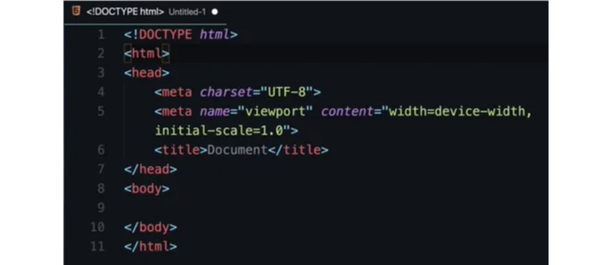 <!DOCTYPE html> Untitled-1
1 <!DOCTYPE html>
2 <html>
3 <head>
4 <meta charset="UTF-8">
5 <meta name="viewport" content="width=device-width,
initial-scale=1.0">
6 <title>Document</title>
7 </head>
8 <body>
9
10 </body>
11 </html>